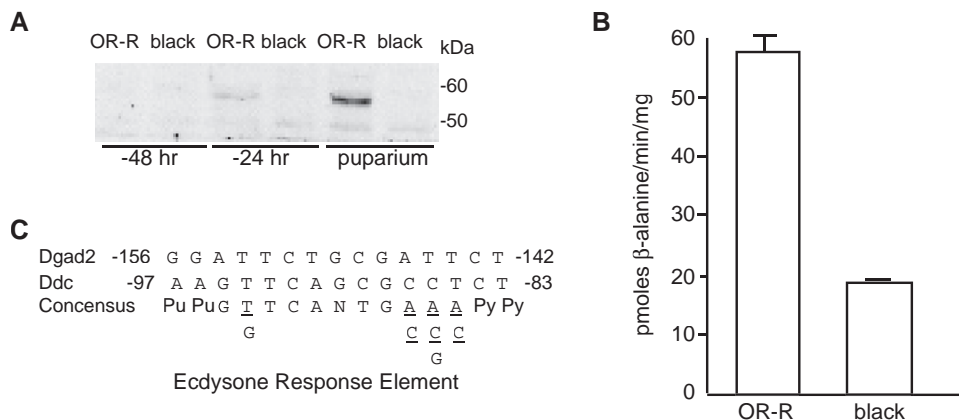 A
OR-R black OR-R black OR-R black
kDa
-60
-50
-48 hr -24 hr puparium
C
Dgad2 -156 G G A T T C T G C G A T T C T -142
Ddc -97 A A G T T C A G C G C C T C T -83
Consensus Pu Pu G T T C A N T G A A A Py Py
G C C C
G
Ecdysone Response Element
B
pmoles β-alanine/min/mg
60
50
40
30
20
10
0
OR-R black